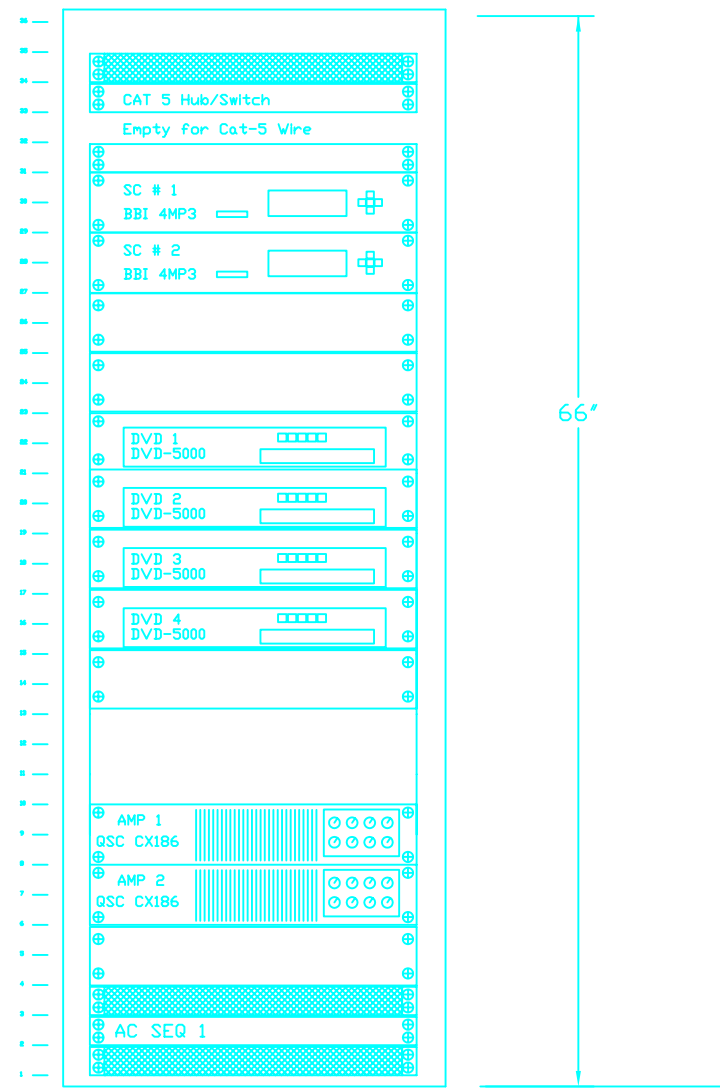 CAT 5 Hub/Switch
Empty for Cat-5 Wire
SC # 1
BBI 4MP3
SC # 2
BBI 4MP3
66"
DVD 1
DVD-5000
DVD 2
DVD-5000
DVD 3
DVD-5000
DVD 4
DVD-5000
AMP 1
QSC CX186
AMP 2
QSC CX186
AC SEQ 1